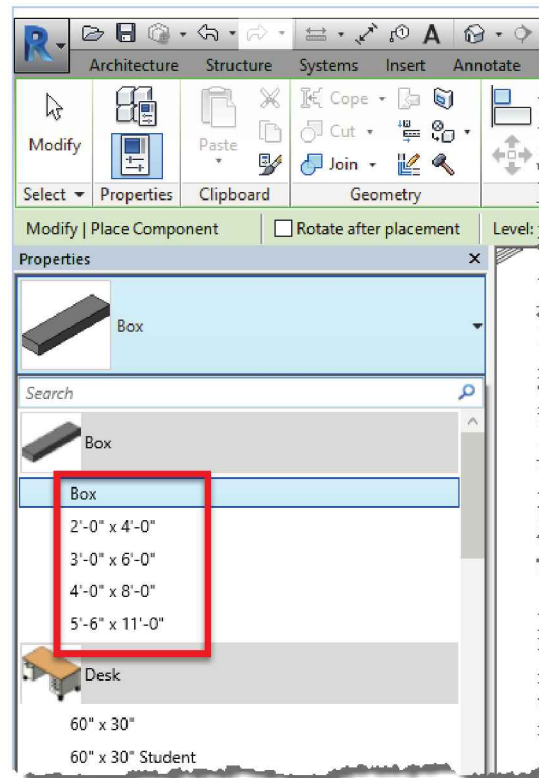 R
A
Architecture Structure Systems Insert Annotate
Modify
Paste
Cope
Cut
Join
Select Properties Clipboard Geometry
Modify | Place Component Rotate after placement Level:
Properties
Box
Search
Box
Box
2'-0" x 4'-0"
3'-0" x 6'-0"
4'-0" x 8'-0"
5'-6" x 11'-0"
Desk
60" x 30"
60" x 30" Student